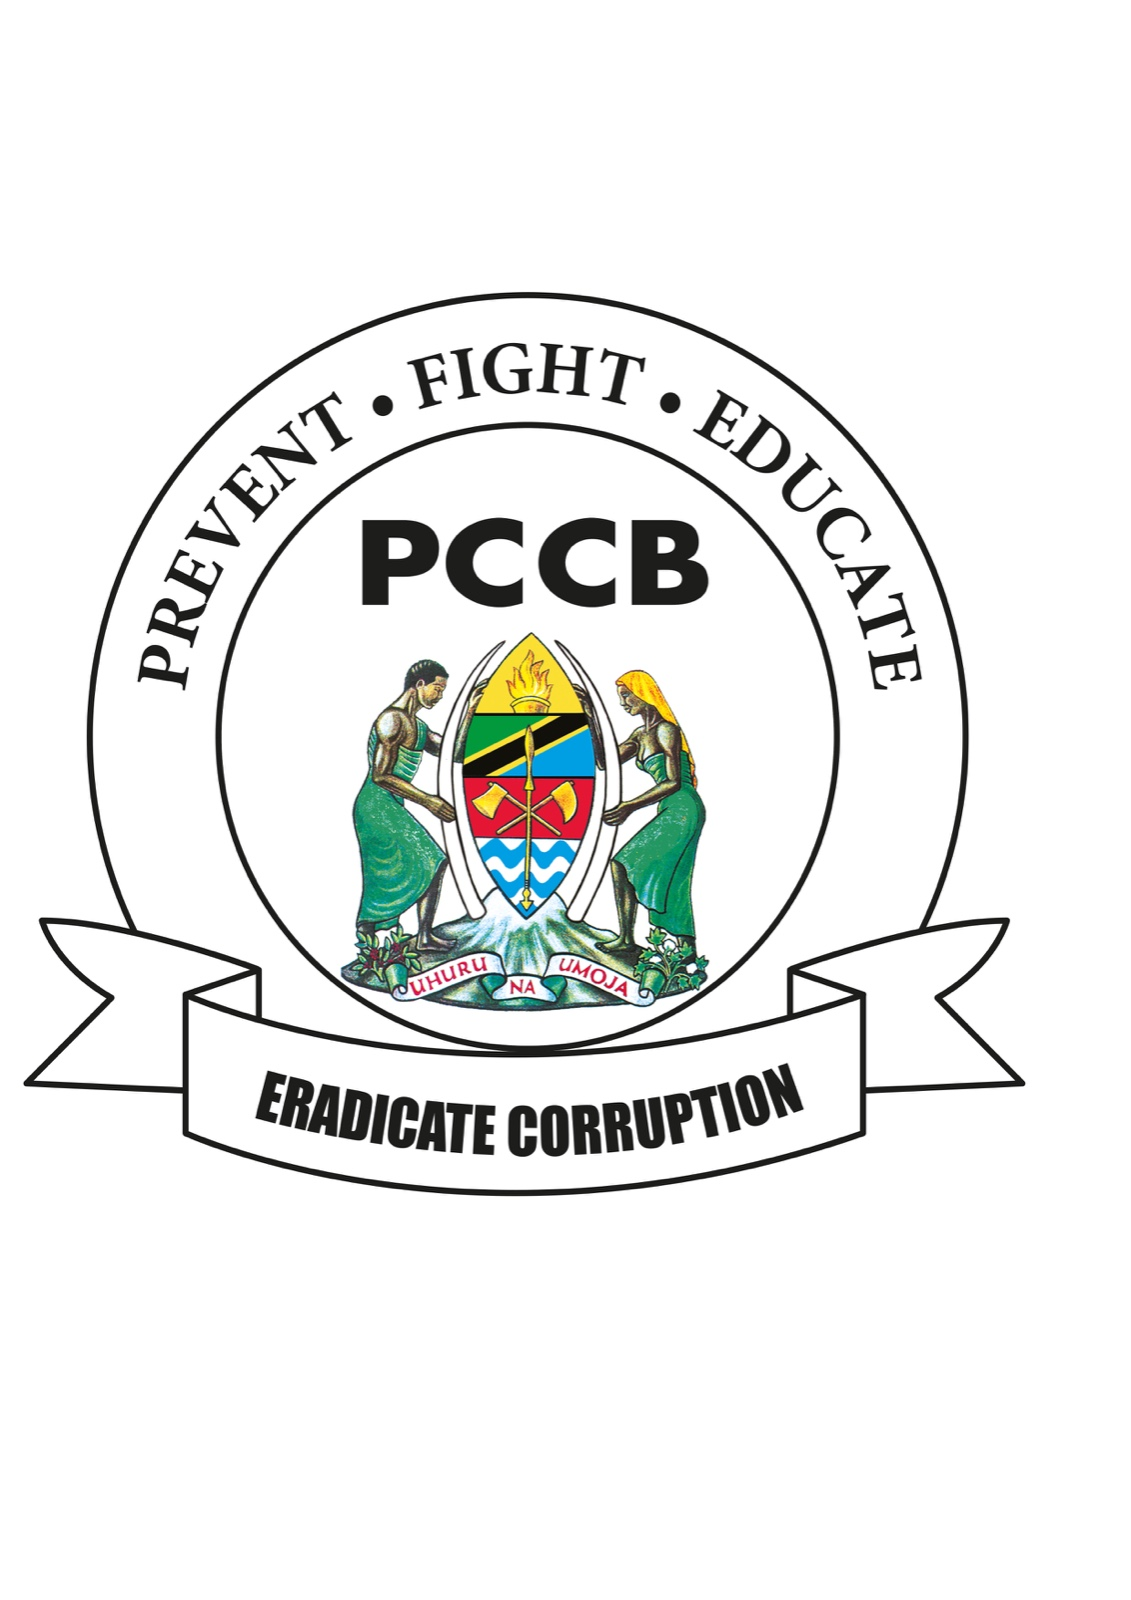 PREVENT • FIGHT • EDUCATE
PCCB
UHURU NA UMOJA
ERADICATE CORRUPTION